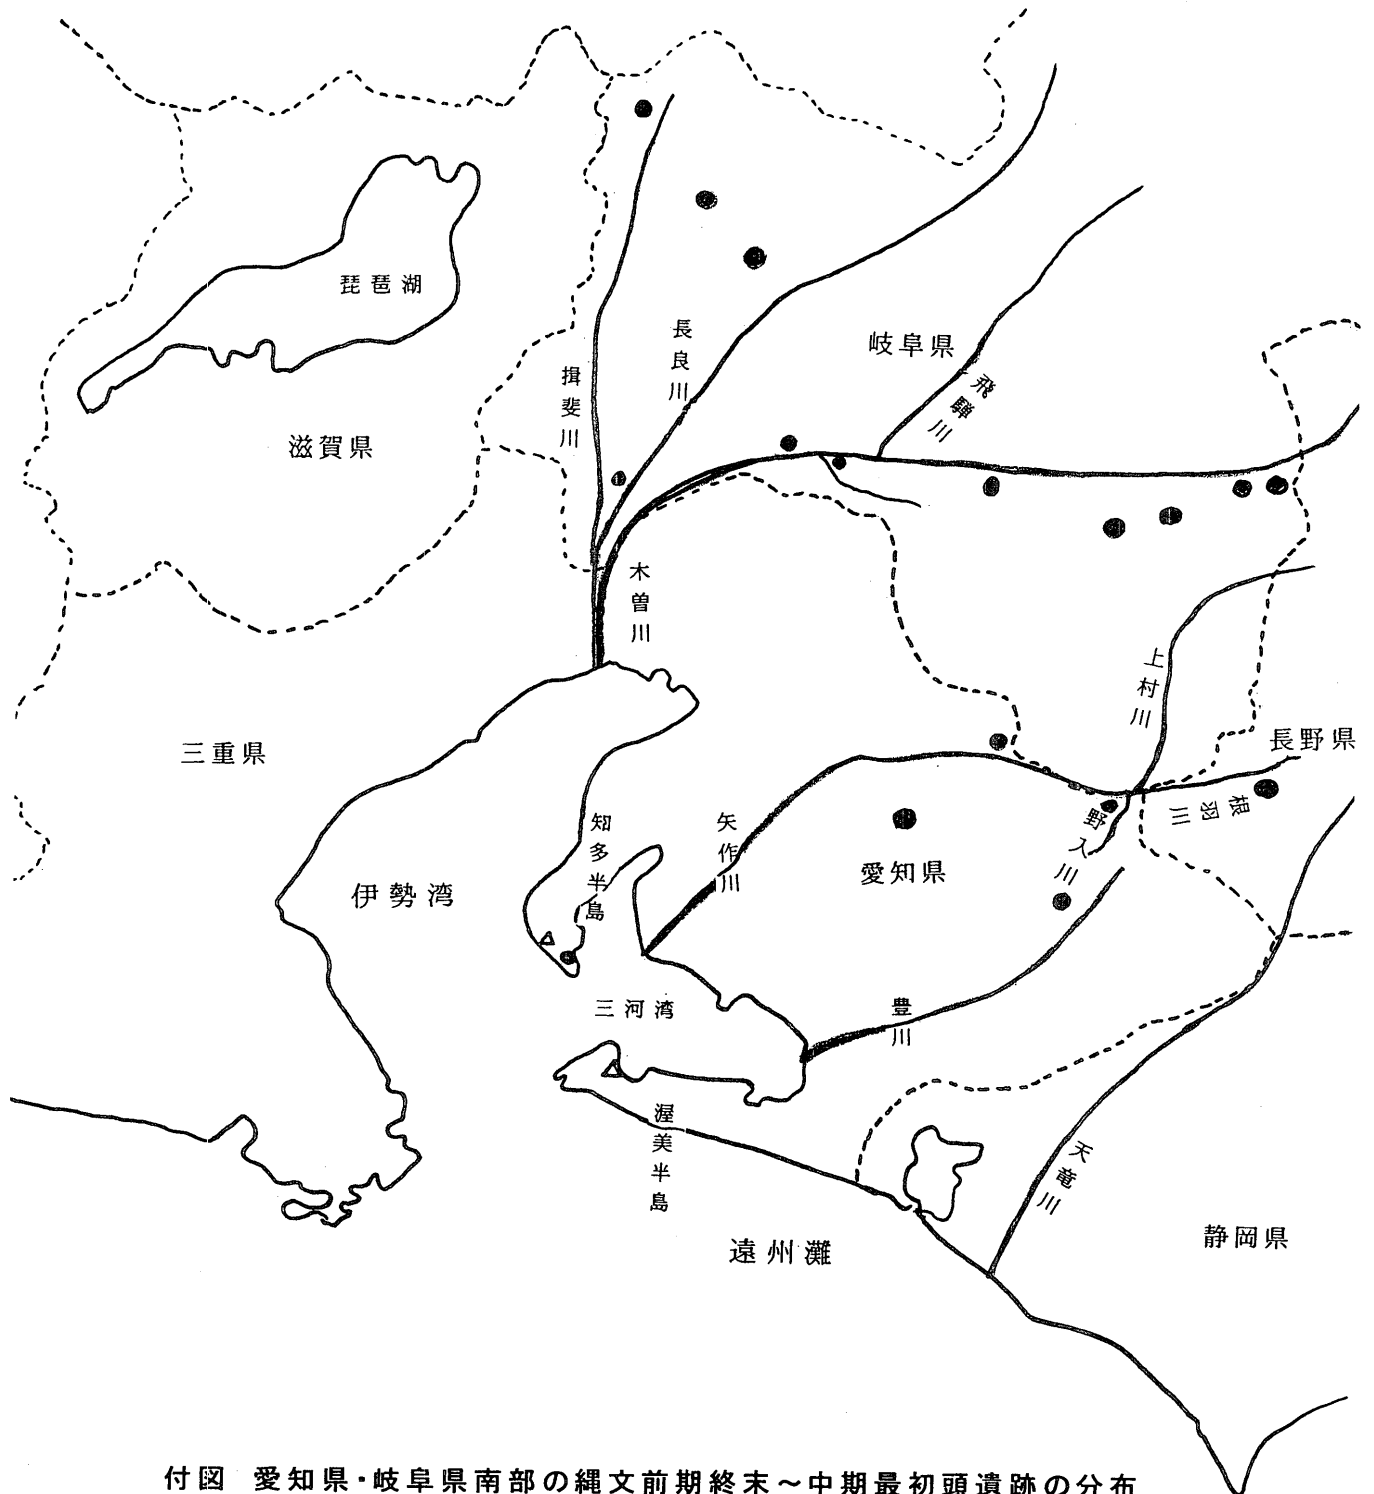 琵琶湖
長良川
岐阜県
揖斐川
飛騨川
滋賀県
木曽川
上村川
長野県
三重県
根羽川
知多半島
矢作川
野入川
愛知県
伊勢湾
三河湾
豊川
渥美半島
天竜川
遠州灘
静岡県
付図 愛知県・岐阜県南部の縄文前期終末～中期最初頭遺跡の分布